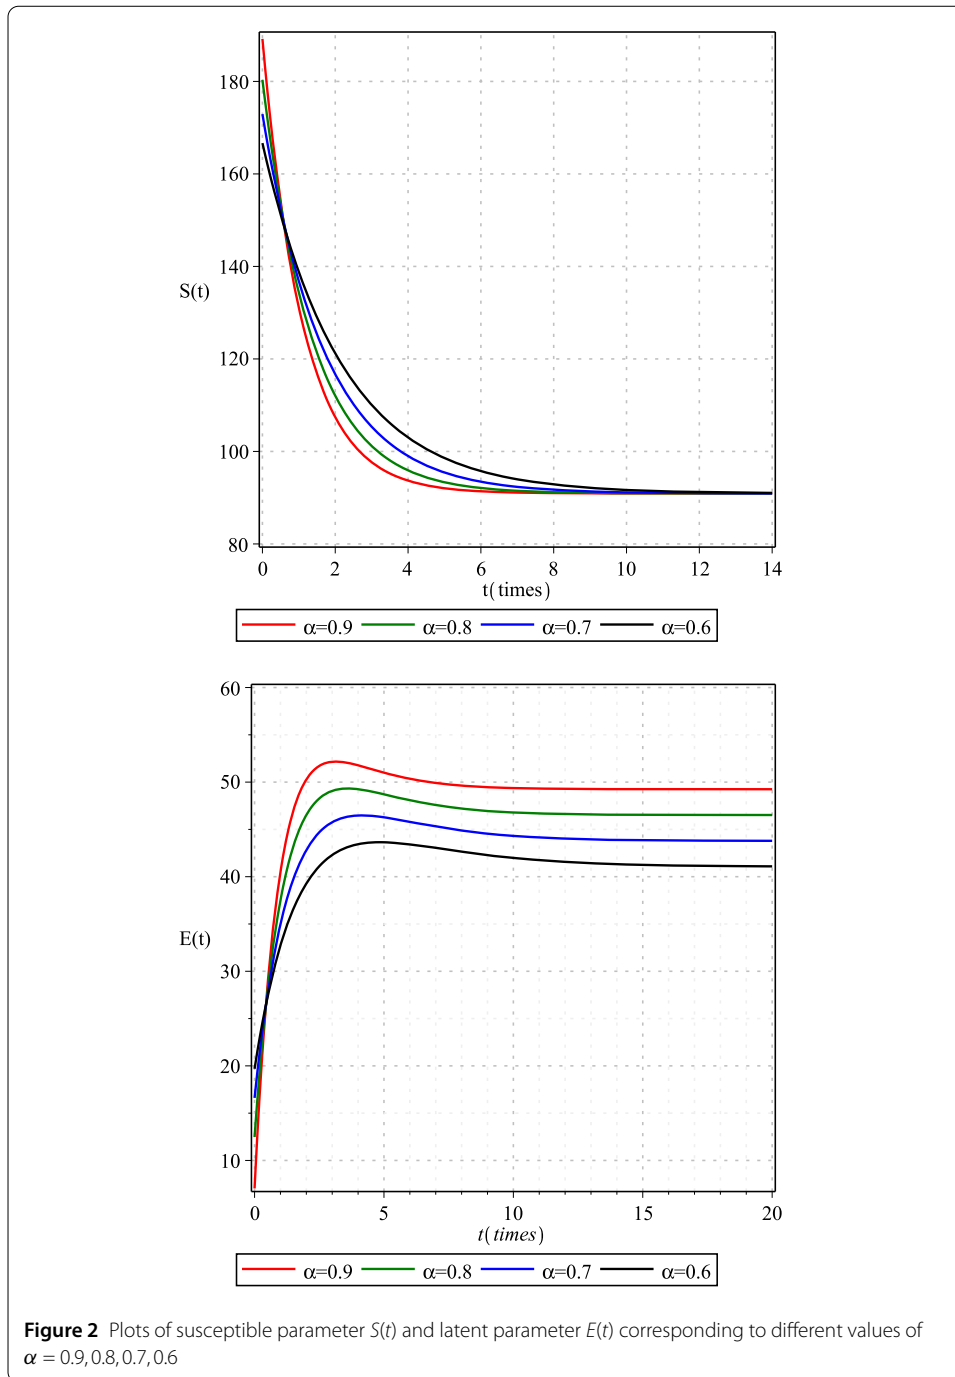 180
160
140
S(t)
120
100
80
0 2 4 6 8 10 12 14
t(times)
α=0.9 α=0.8 α=0.7 α=0.6
60
50
40
E(t)
30
20
10
0 5 10 15 20
t(times)
α=0.9 α=0.8 α=0.7 α=0.6
Figure 2 Plots of susceptible parameter S(t) and latent parameter E(t) corresponding to different values of
α = 0.9, 0.8, 0.7, 0.6